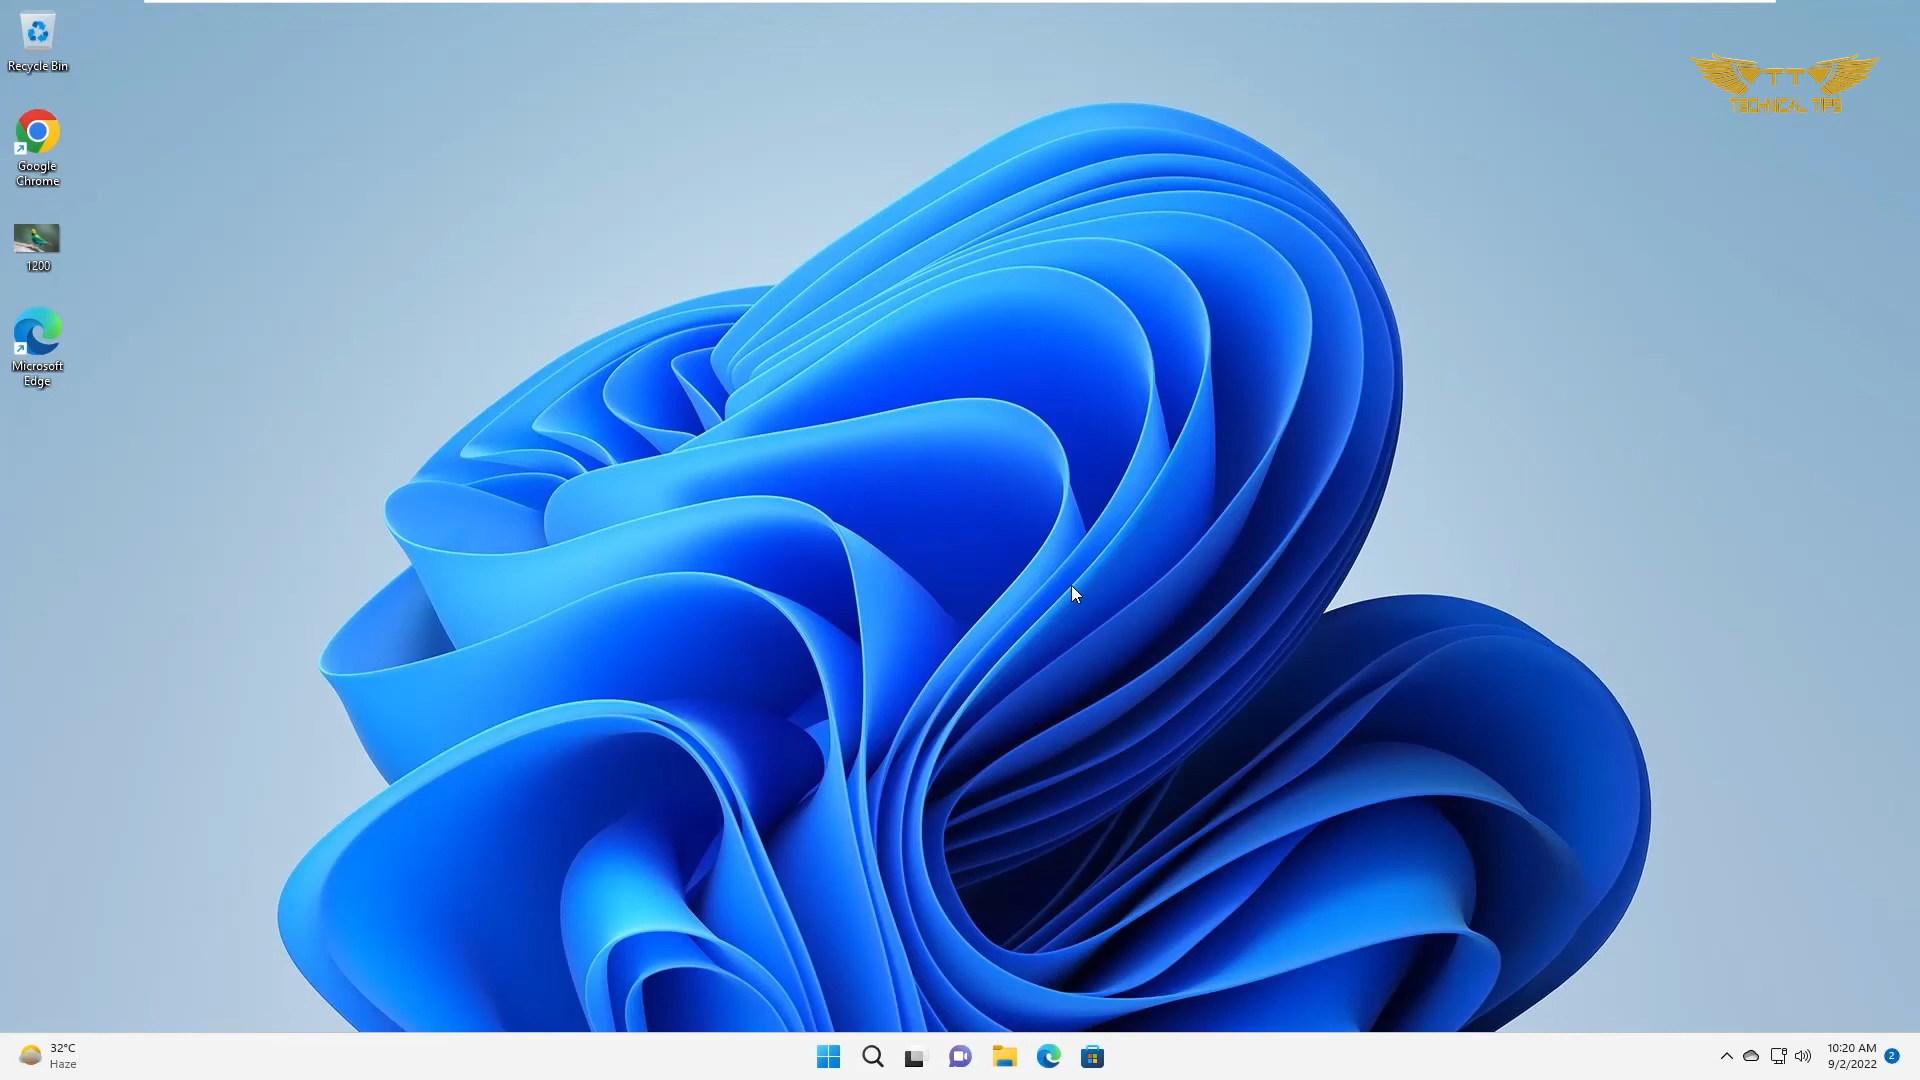 Recycle Bin
TT
TECHNICAL TIPS
Google
Chrome
1200
Microsoft
Edge
32°C
Haze
10:20 AM
9/2/2022
2